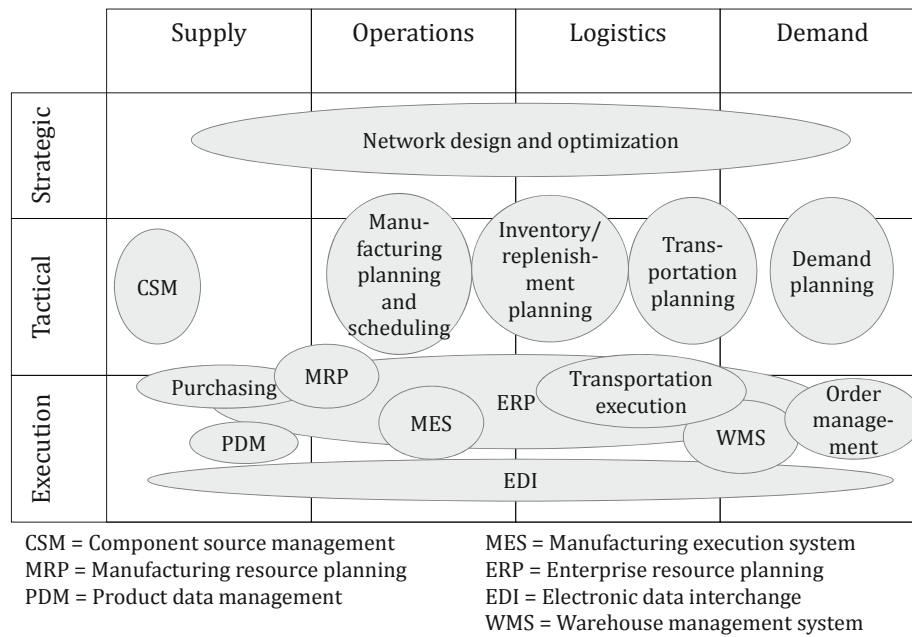 Supply
Operations
Logistics
Demand
Strategic
Network design and optimization
Tactical
CSM
Manu-
facturing
planning
and
scheduling
Inventory/
replenish-
ment
planning
Trans-
portation
planning
Demand
planning
Execution
Purchasing
MRP
PDM
MES
ERP
Transportation
execution
WMS
Order
manage-
ment
EDI
CSM = Component source management
MRP = Manufacturing resource planning
PDM = Product data management
MES = Manufacturing execution system
ERP = Enterprise resource planning
EDI = Electronic data interchange
WMS = Warehouse management system